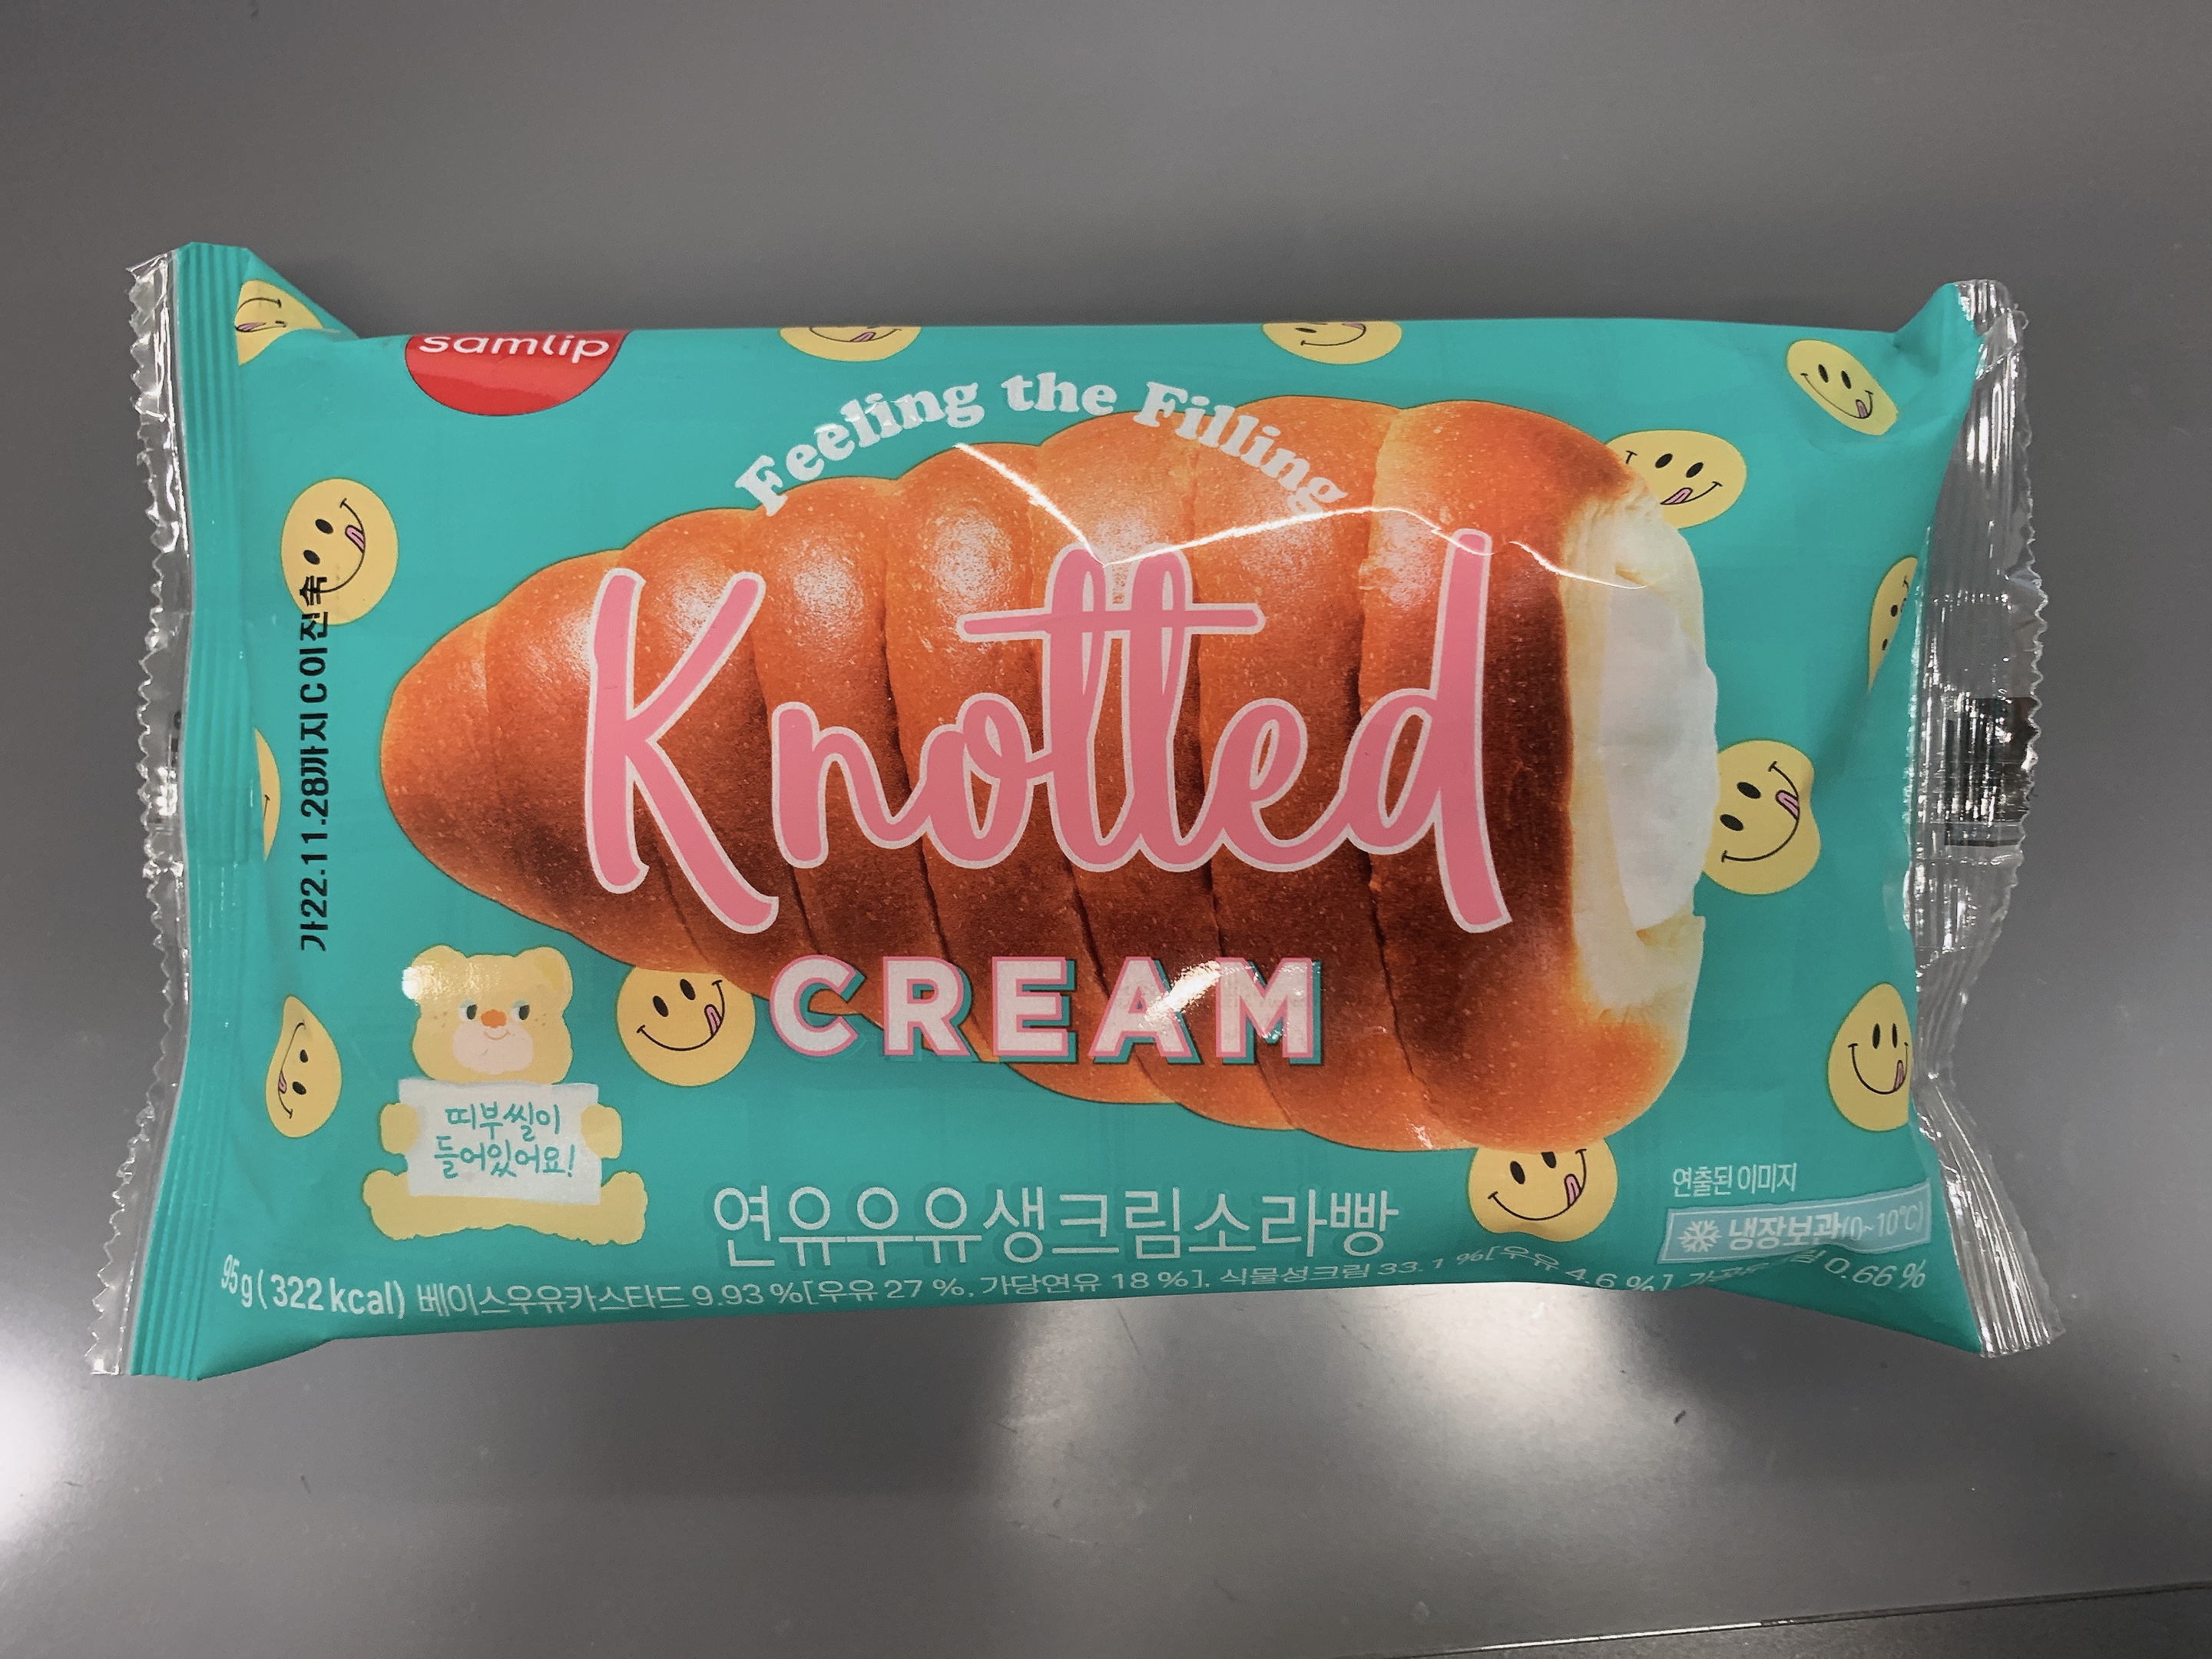 samlip
Feeling the Filling
Knotted
CREAM
가22.11.28까지C이진숙
띠부씰이
들어있어요!
연유우유생크림소라빵
연출된 이미지
냉장보관(0~10℃)
95g(322kcal) 베이스우유카스타드 9.93%[우유 27%, 가당연유 18%], 식물성크림 33.1%[우유 4.6%] 0.66%